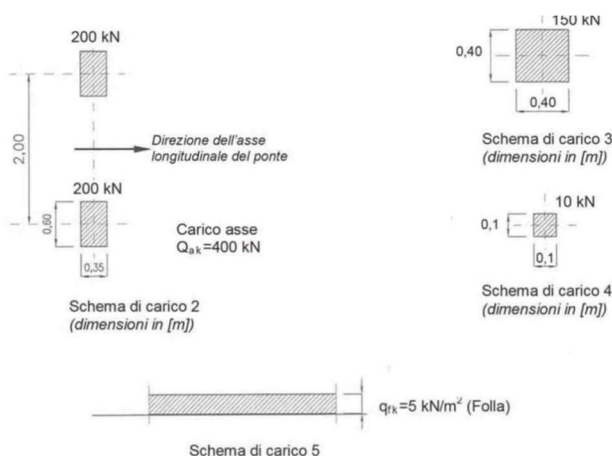 200 kN
2,00
Direzione dell'asse
longitudinale del ponte
200 kN
0,60
0,35
Carico asse
Qak=400 kN
Schema di carico 2
(dimensioni in [m])
150 kN
0,40
0,40
Schema di carico 3
(dimensioni in [m])
10 kN
0,1
0,1
Schema di carico 4
(dimensioni in [m])
qfk=5 kN/m² (Folla)
Schema di carico 5